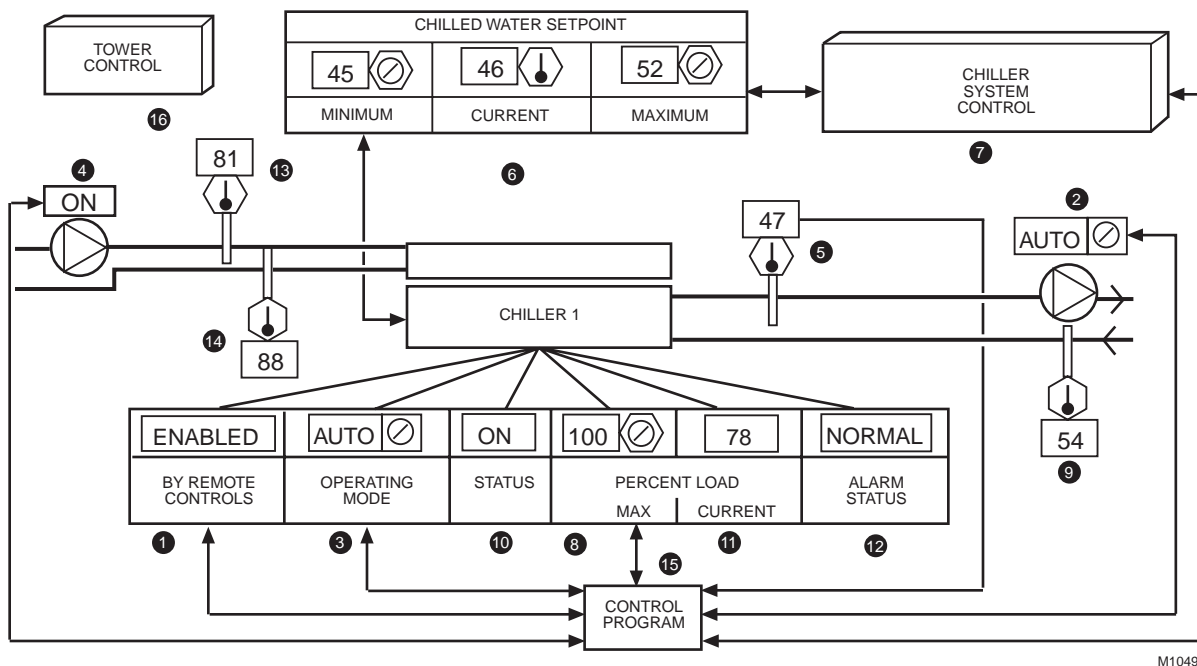 CHILLED WATER SETPOINT
TOWER
CONTROL
45
46
52
CHILLER
SYSTEM
CONTROL
MINIMUM
CURRENT
MAXIMUM
16
7
4
81
13
6
ON
47
2
5
AUTO
CHILLER 1
14
88
ENABLED
AUTO
ON
100
78
NORMAL
54
9
BY REMOTE
CONTROLS
OPERATING
MODE
STATUS
PERCENT LOAD
MAX
CURRENT
ALARM
STATUS
1
3
10
8
11
12
15
CONTROL
PROGRAM
M1049